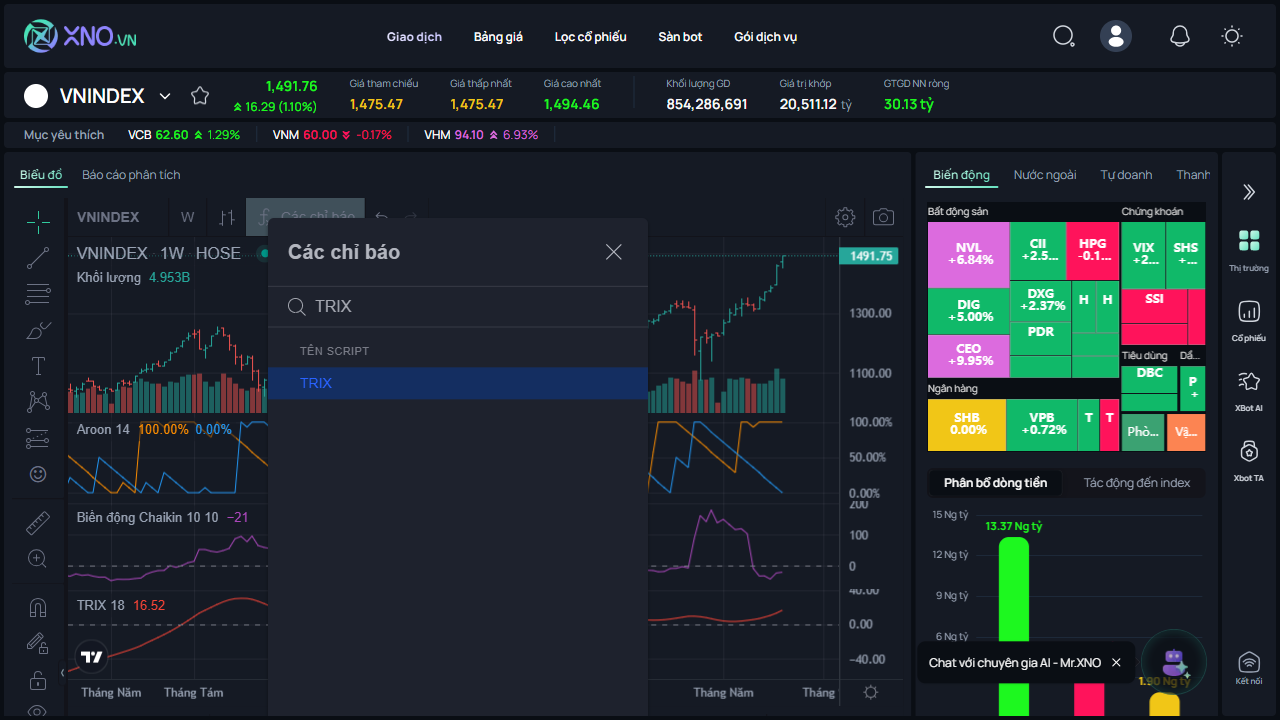 XNO.VN
Giao dịch
Bảng giá
Lọc cổ phiếu
Sàn bot
Gói dịch vụ
VNINDEX
1,491.76
16.29 (1.10%)
Giá tham chiếu
1,475.47
Giá thấp nhất
1,475.47
Giá cao nhất
1,494.46
Khối lượng GD
854,286,691
Giá trị khớp
20,511.12 tỷ
GTGD NN ròng
30.13 tỷ
Mục yêu thích
VCB 62.60 1.29%
VNM 60.00 -0.17%
VHM 94.10 6.93%
Biểu đồ
Báo cáo phân tích
VNINDEX
W
Các chỉ báo
VNINDEX 1W HOSE
Khối lượng 4.953B
Các chỉ báo
TRIX
TÊN SCRIPT
TRIX
1491.75
1300.00
1100.00
Aroon 14 100.00% 0.00%
100.00%
50.00%
0.00%
Biến động Chaikin 10 10 −21
200
100
0
TRIX 18 16.52
40.00
0.00
−40.00
Tháng Năm
Tháng Tám
Tháng Năm
Tháng
Biến động
Nước ngoài
Tự doanh
Thanh
Bất động sản
NVL
+6.84%
CII
+2.5...
HPG
-0.1...
DIG
+5.00%
DXG
+2.37%
H
H
PDR
CEO
+9.95%
Chứng khoán
VIX
+2...
SHS
+...
SSI
Tiêu dùng
Dầ...
DBC
P
+
Ngân hàng
SHB
0.00%
VPB
+0.72%
T
T
Phò...
Vậ...
Phân bổ dòng tiền
Tác động đến index
15 Ng tỷ
13.37 Ng tỷ
12 Ng tỷ
9 Ng tỷ
6 Ng tỷ
1.90 Ng tỷ
Chat với chuyên gia AI - Mr.XNO
Thị trường
Cổ phiếu
XBot AI
Xbot TA
Kết nối